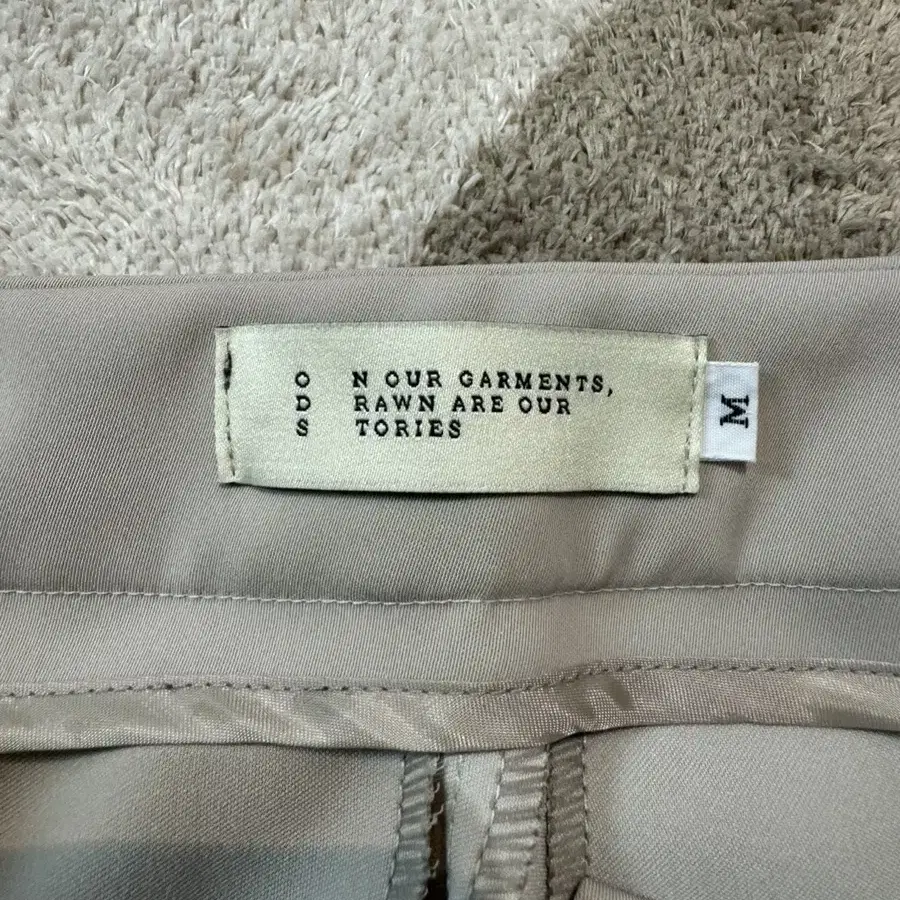 O N OUR GARMENTS,
D RAWN ARE OUR
S TORIES
M